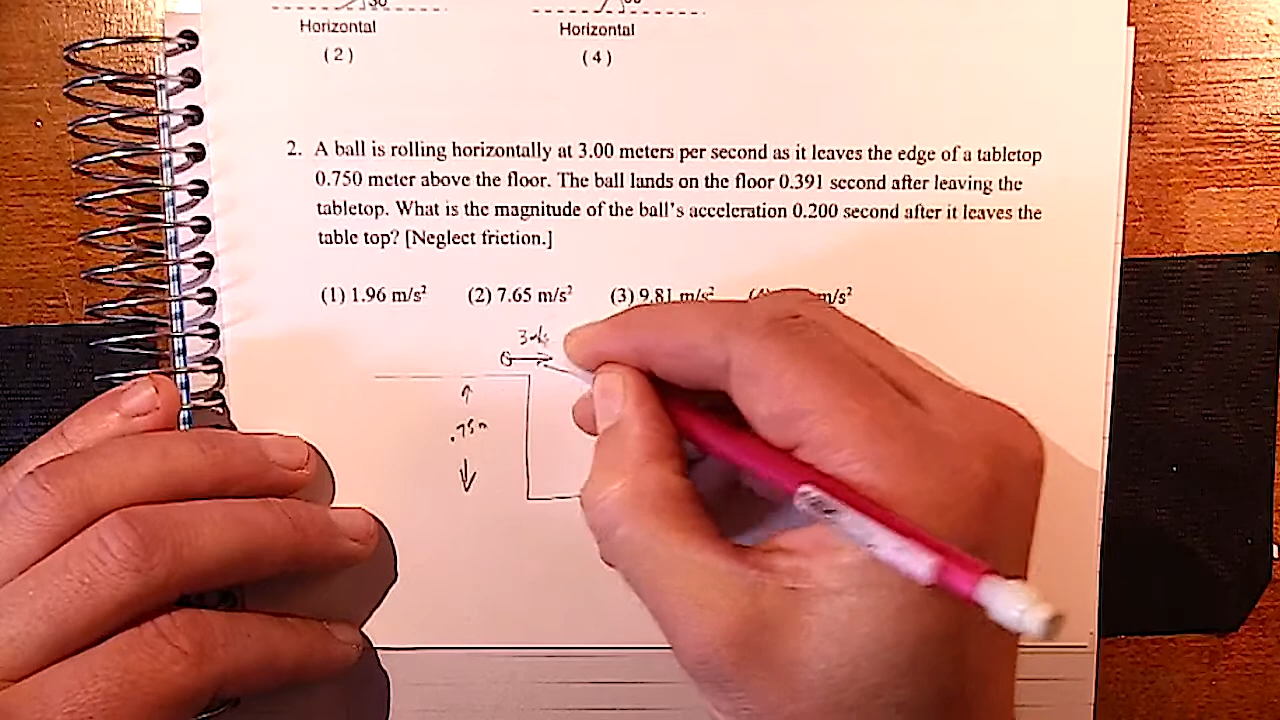 Horizontal
Horizontal
(2)
(4)
2. A ball is rolling horizontally at 3.00 meters per second as it leaves the edge of a tabletop
0.750 meter above the floor. The ball lands on the floor 0.391 second after leaving the
tabletop. What is the magnitude of the ball's acceleration 0.200 second after it leaves the
table top? [Neglect friction.]
(1) 1.96 m/s² (2) 7.65 m/s² (3) 9.81 m/s² m/s²
.75m